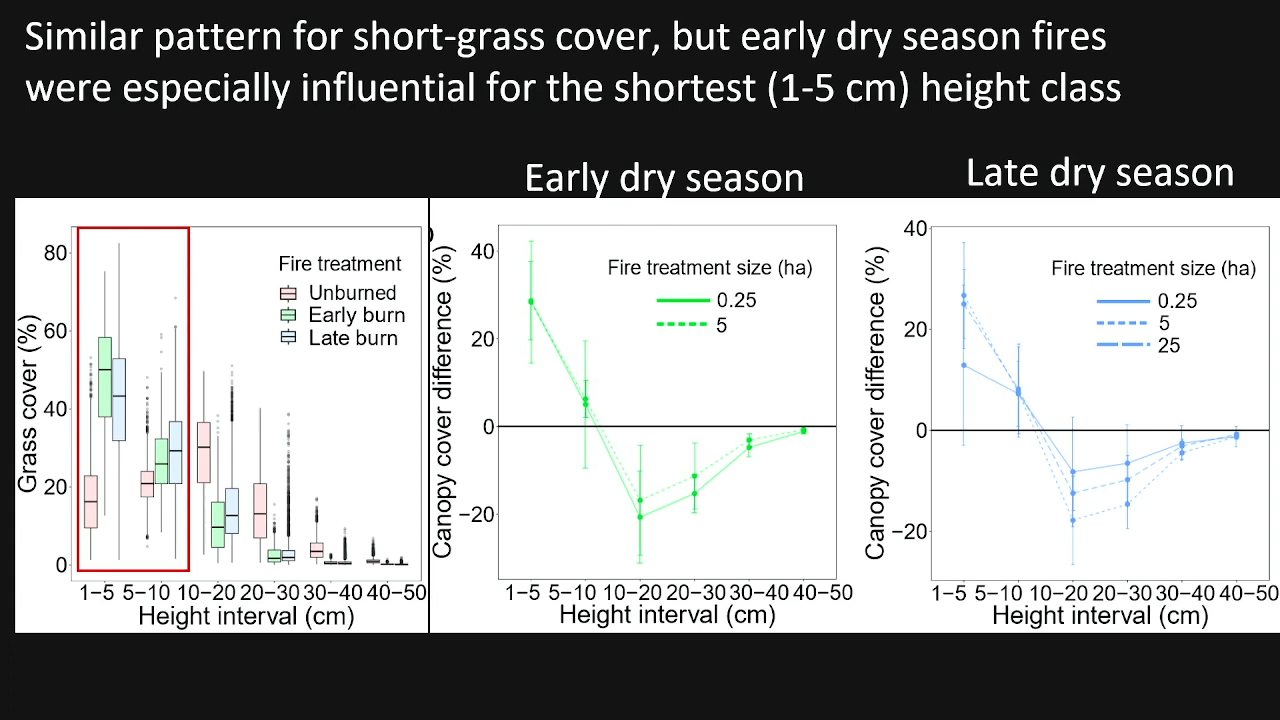 Similar pattern for short-grass cover, but early dry season fires
were especially influential for the shortest (1-5 cm) height class
Early dry season
Late dry season
Grass cover (%)
80
60
40
20
0
Fire treatment
Unburned
Early burn
Late burn
1−5 5−10 10−20 20−30 30−40 40−50
Height interval (cm)
Canopy cover difference (%)
40
20
0
−20
Fire treatment size (ha)
0.25
5
1−5 5−10 10−20 20−30 30−40 40−50
Height interval (cm)
Canopy cover difference (%)
40
20
0
−20
Fire treatment size (ha)
0.25
5
25
1−5 5−10 10−20 20−30 30−40 40−50
Height interval (cm)